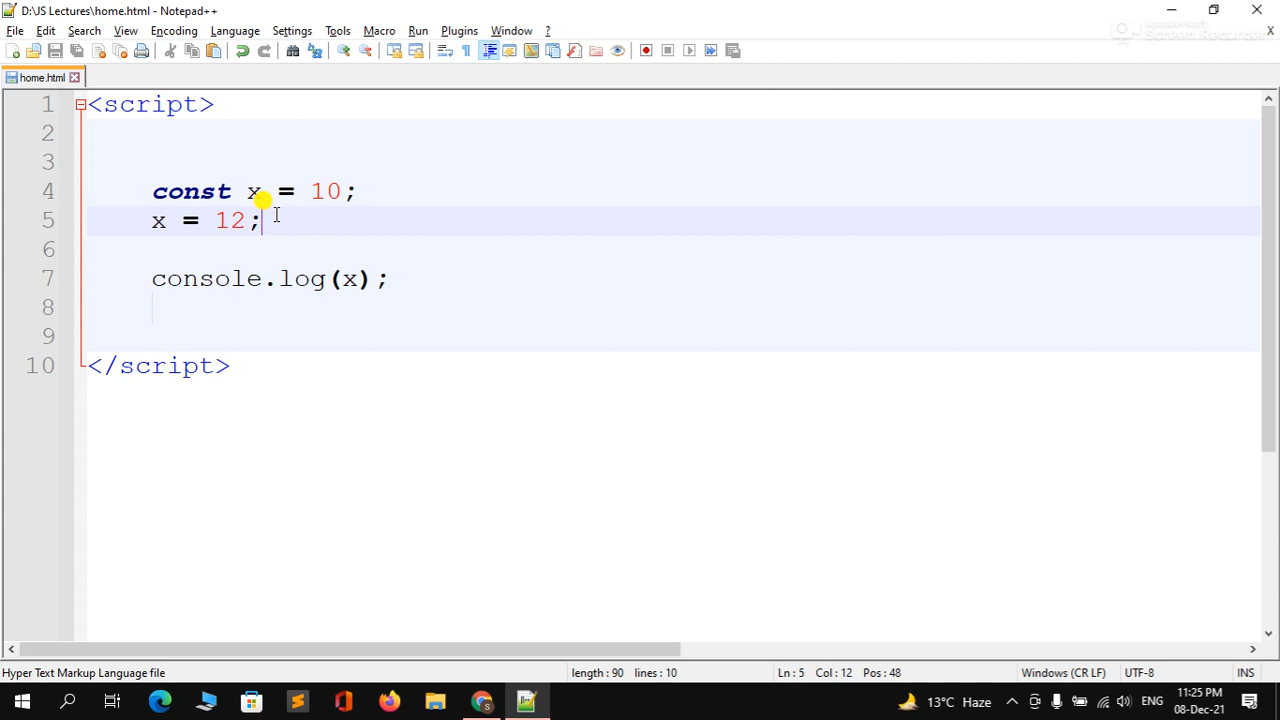 D:\JS Lectures\home.html - Notepad++
File Edit Search View Encoding Language Settings Tools Macro Run Plugins Window ?
X
home.html
1 <script>
2
3
4 const x = 10;
5 x = 12;
6
7 console.log(x);
8
9
10 </script>
Hyper Text Markup Language file length : 90 lines : 10 Ln : 5 Col : 12 Pos : 48 Windows (CR LF) UTF-8 INS
13°C Haze ENG 11:25 PM
08-Dec-21
Screen Recorder